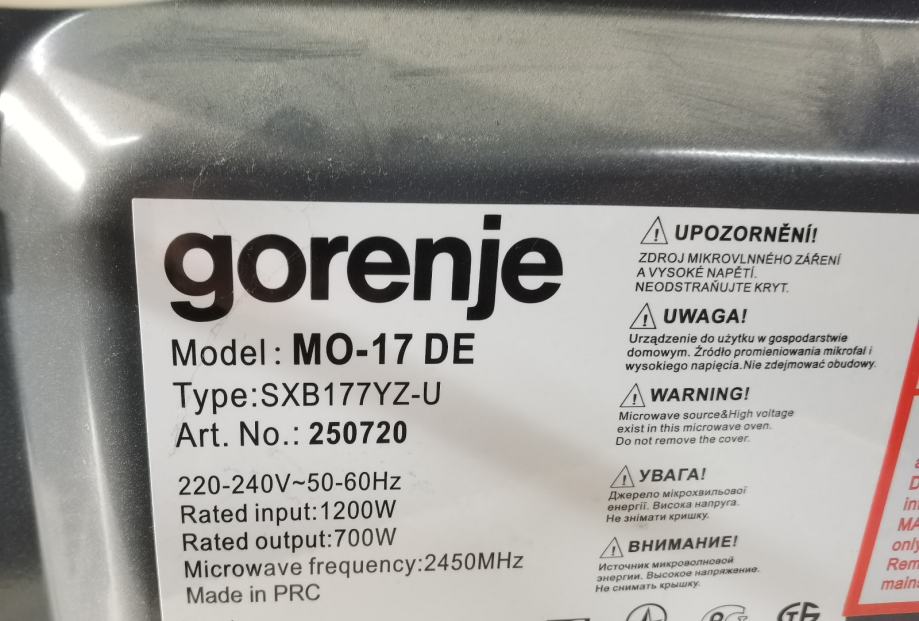 gorenje
Model: MO-17 DE
Type:SXB177YZ-U
Art. No.: 250720
220-240V~50-60Hz
Rated input:1200W
Rated output:700W
Microwave frequency:2450MHz
Made in PRC
UPOZORNĚNÍ!
ZDROJ MIKROVLNNÉHO ZÁŘENÍ
A VYSOKÉ NAPĚTÍ.
NEODSTRAŇUJTE KRYT.
UWAGA!
Urządzenie do użytku w gospodarstwie
domowym. Źródło promieniowania mikrofal i
wysokiego napięcia.Nie zdejmować obudowy.
WARNING!
Microwave source&High voltage
exist in this microwave oven.
Do not remove the cover.
УВАГА!
Джерело мікрохвильової
енергії. Висока напруга.
Не знімати кришку.
ВНИМАНИЕ!
Источник микроволновой
энергии. Высокое напряжение.
Не снимать крышку.
only